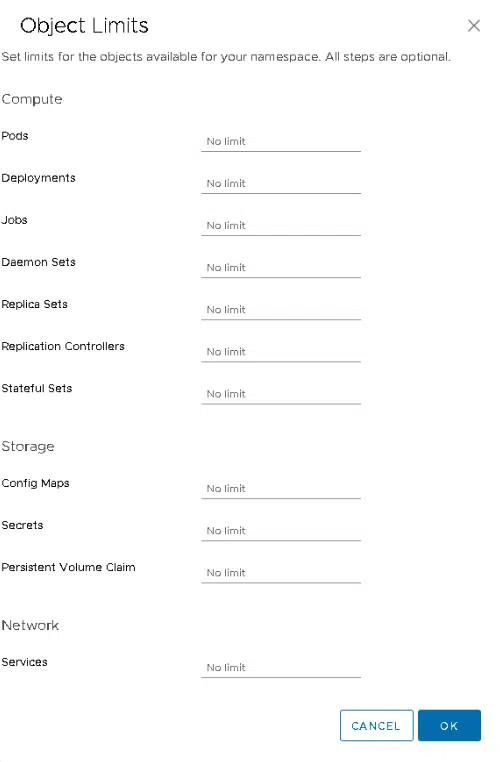 Object Limits
Set limits for the objects available for your namespace. All steps are optional.
Compute
Pods No limit
Deployments No limit
Jobs No limit
Daemon Sets No limit
Replica Sets No limit
Replication Controllers No limit
Stateful Sets No limit
Storage
Config Maps No limit
Secrets No limit
Persistent Volume Claim No limit
Network
Services No limit
CANCEL OK